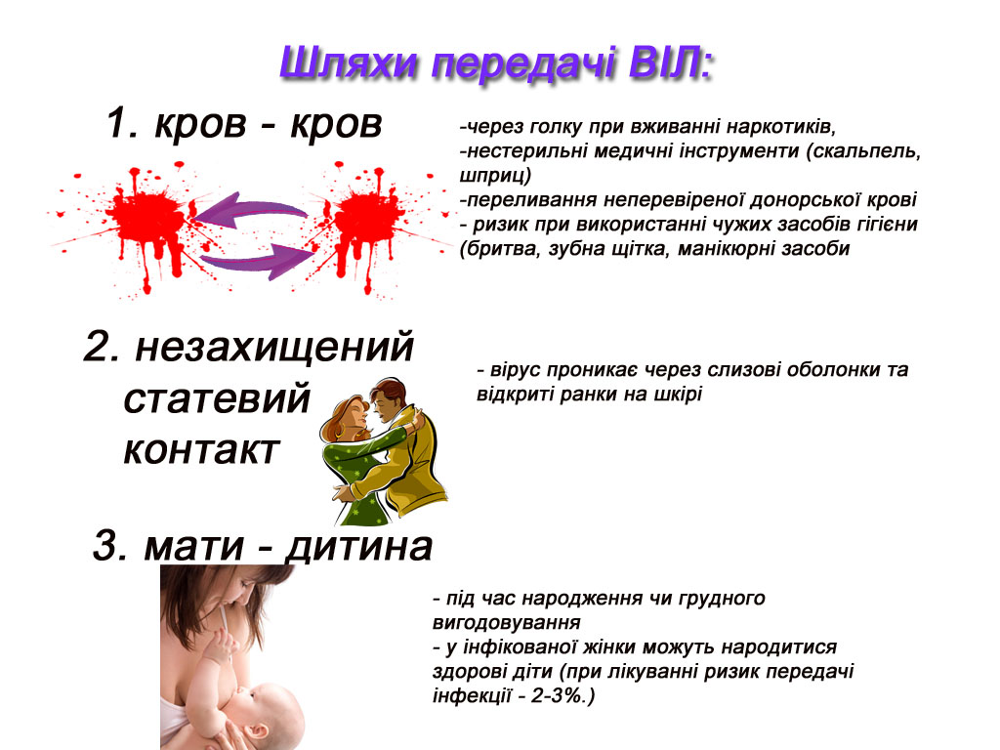 Шляхи передачі ВІЛ:
1. кров - кров
-через голку при вживанні наркотиків,
-нестерильні медичні інструменти (скальпель,
шприц)
-переливання неперевіреної донорської крові
- ризик при використанні чужих засобів гігієни
(бритва, зубна щітка, манікюрні засоби
2. незахищений
статевий
контакт
- вірус проникає через слизові оболонки та
відкриті ранки на шкірі
3. мати - дитина
- під час народження чи грудного
вигодовування
- у інфікованої жінки можуть народитися
здорові діти (при лікуванні ризик передачі
інфекції - 2-3%.)